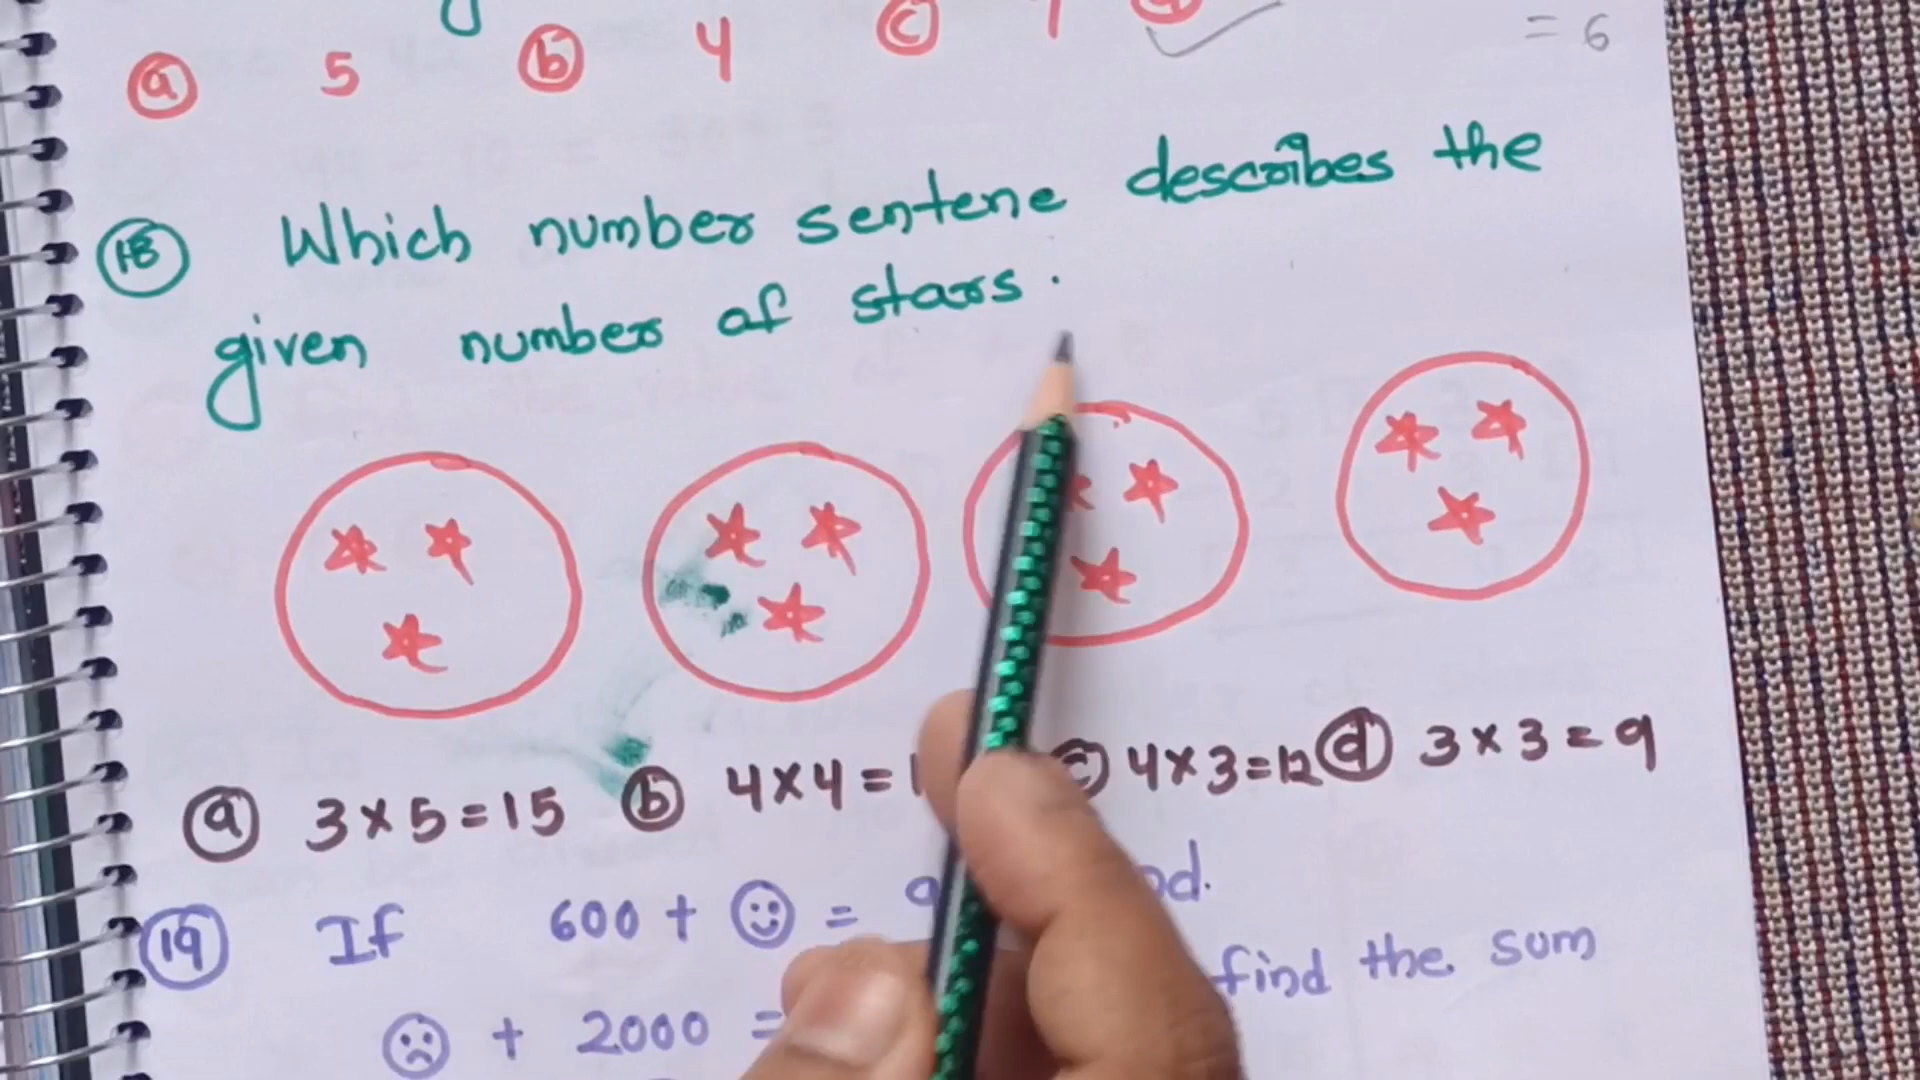 ⓐ 5 ⓑ 4 ⓒ 7
= 6
⑱ Which number sentene describes the
given number of stars.
ⓐ 3×5=15 ⓑ 4×4= ⓒ 4×3=12 ⓓ 3×3=9
⑲ If 600 + ☺ =
find the sum
☹ + 2000 =